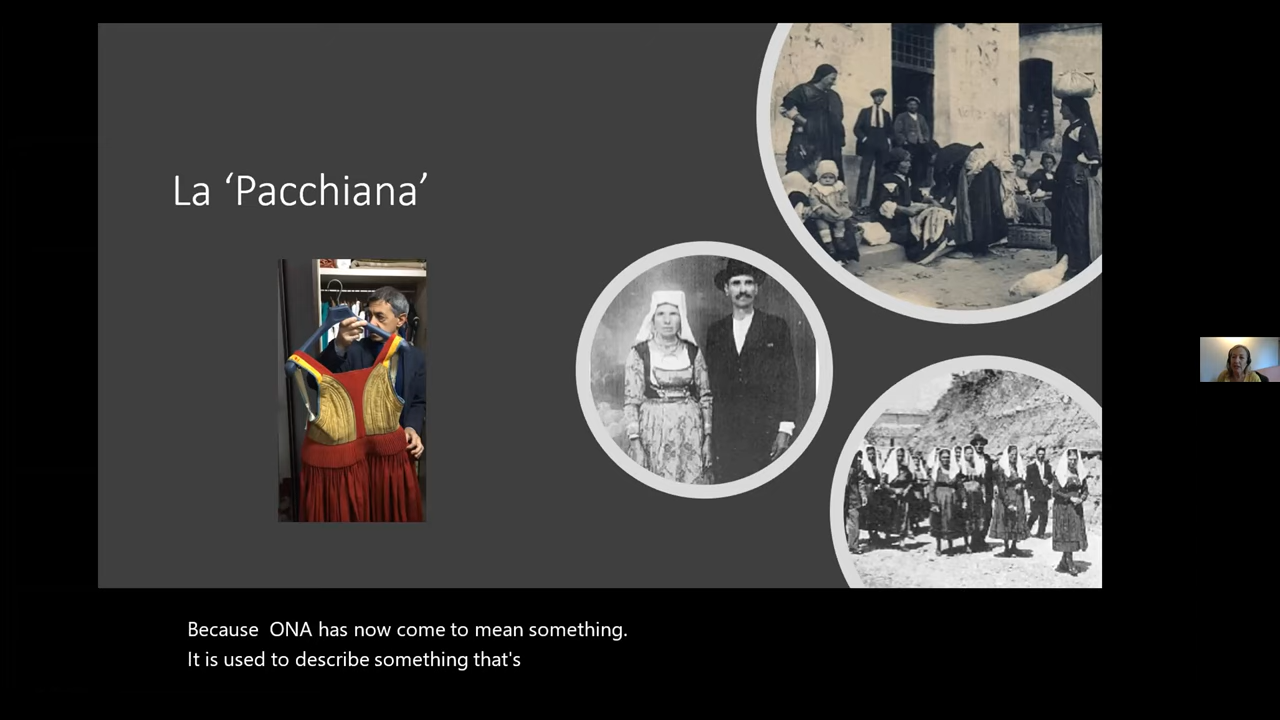 La ‘Pacchiana’
Because  ONA has now come to mean something.
It is used to describe something that's